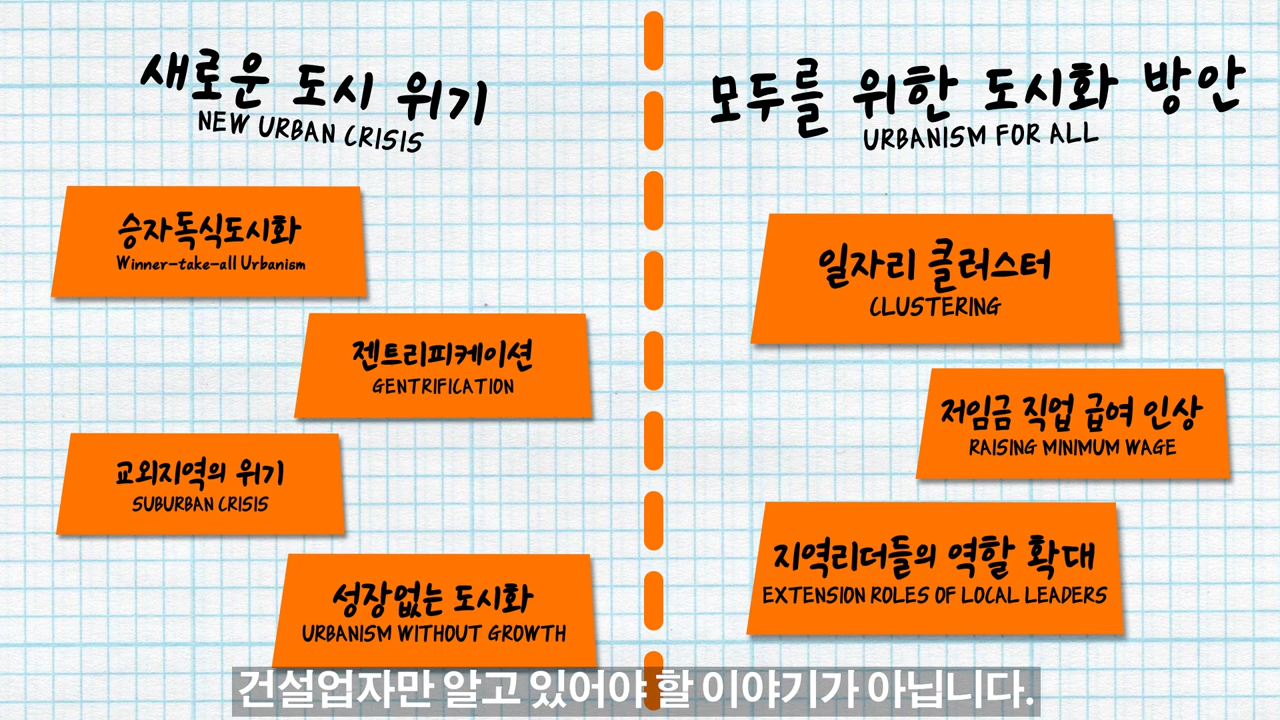 새로운 도시 위기
NEW URBAN CRISIS
승자독식도시화
Winner-take-all Urbanism
젠트리피케이션
GENTRIFICATION
교외지역의 위기
SUBURBAN CRISIS
성장없는 도시화
URBANISM WITHOUT GROWTH
모두를 위한 도시화 방안
URBANISM FOR ALL
일자리 클러스터
CLUSTERING
저임금 직업 급여 인상
RAISING MINIMUM WAGE
지역리더들의 역할 확대
EXTENSION ROLES OF LOCAL LEADERS
건설업자만 알고 있어야 할 이야기가 아닙니다.